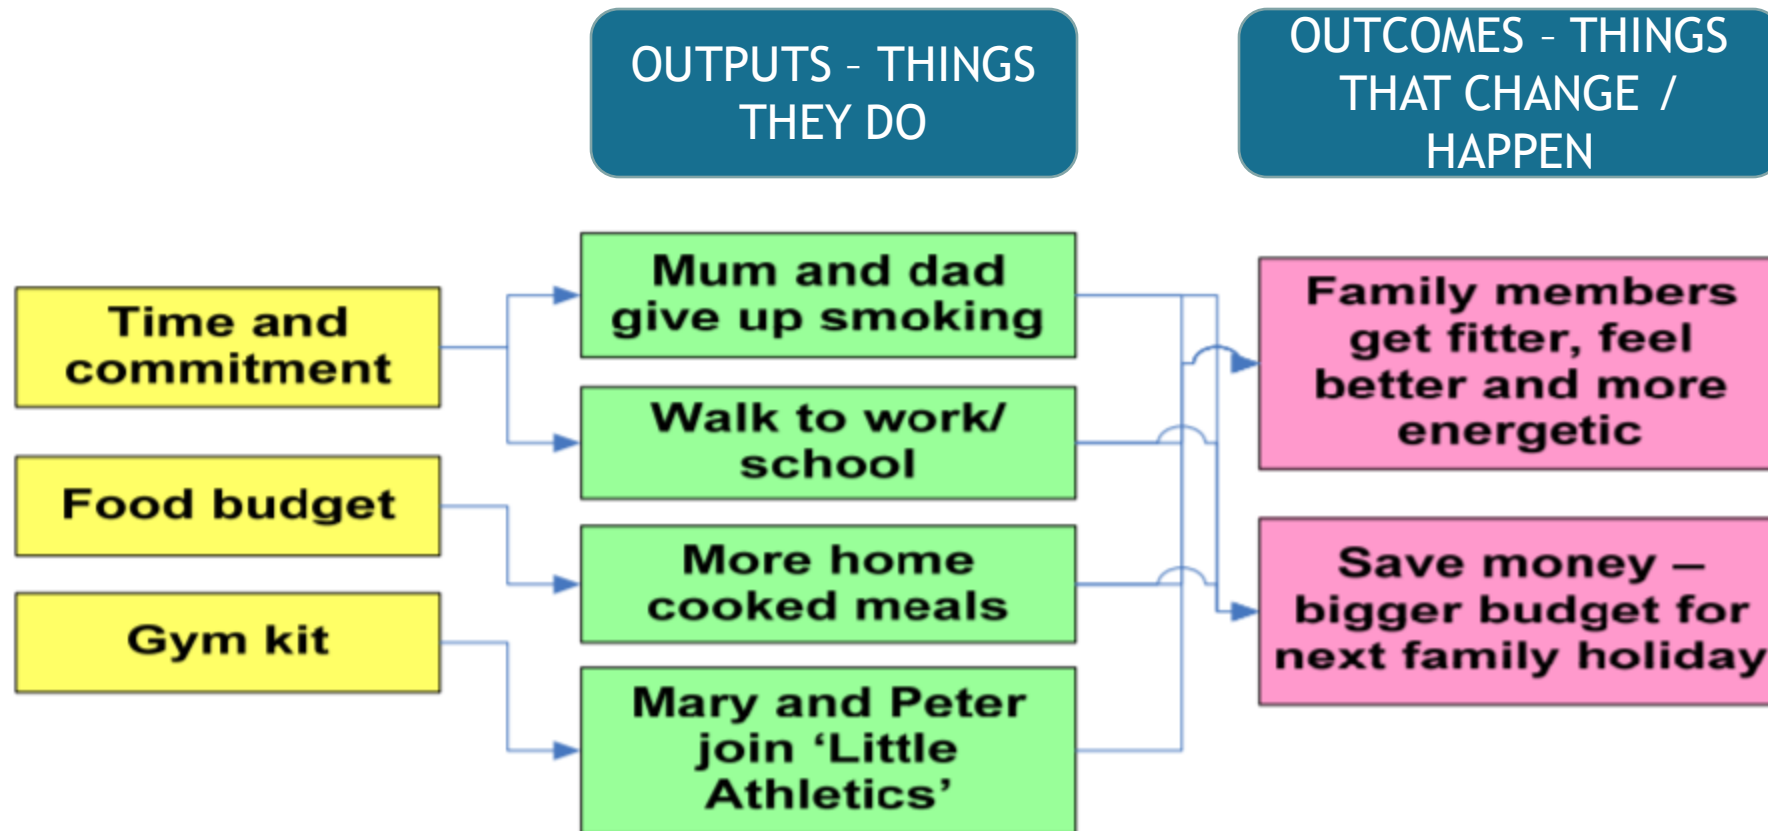 OUTPUTS – THINGS
THEY DO
OUTCOMES – THINGS
THAT CHANGE /
HAPPEN
Time and
commitment
Food budget
Gym kit
Mum and dad
give up smoking
Walk to work/
school
More home
cooked meals
Mary and Peter
join ‘Little
Athletics’
Family members
get fitter, feel
better and more
energetic
Save money –
bigger budget for
next family holiday